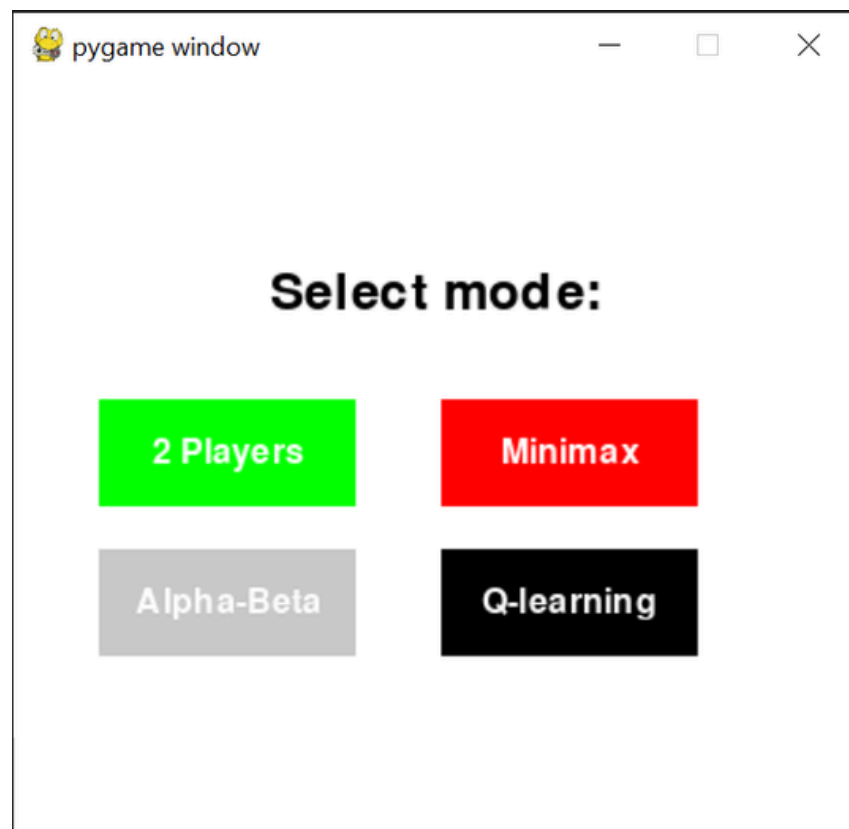 pygame window
Select mode:
2 Players
Minimax
Alpha-Beta
Q-learning